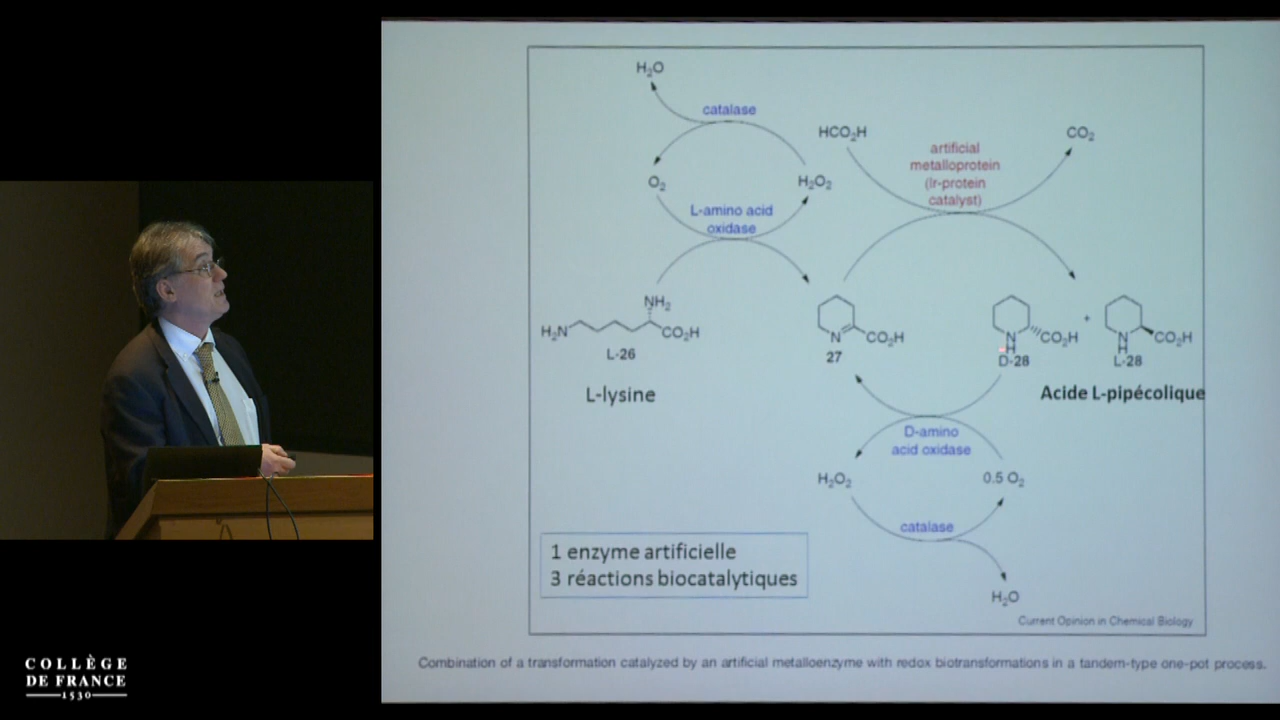 H₂O
catalase
HCO₂H
CO₂
artificial
metalloprotein
(Ir-protein
catalyst)
O₂
H₂O₂
L-amino acid
oxidase
NH₂
H₂N
CO₂H
L-26
L-lysine
N
CO₂H
27
N
H
CO₂H
D-28
+
N
H
CO₂H
L-28
Acide L-pipécolique
D-amino
acid oxidase
H₂O₂
0.5 O₂
catalase
H₂O
1 enzyme artificielle
3 réactions biocatalytiques
Current Opinion in Chemical Biology
Combination of a transformation catalyzed by an artificial metalloenzyme with redox biotransformations in a tandem-type one-pot process.
COLLÈGE
DE FRANCE
1530